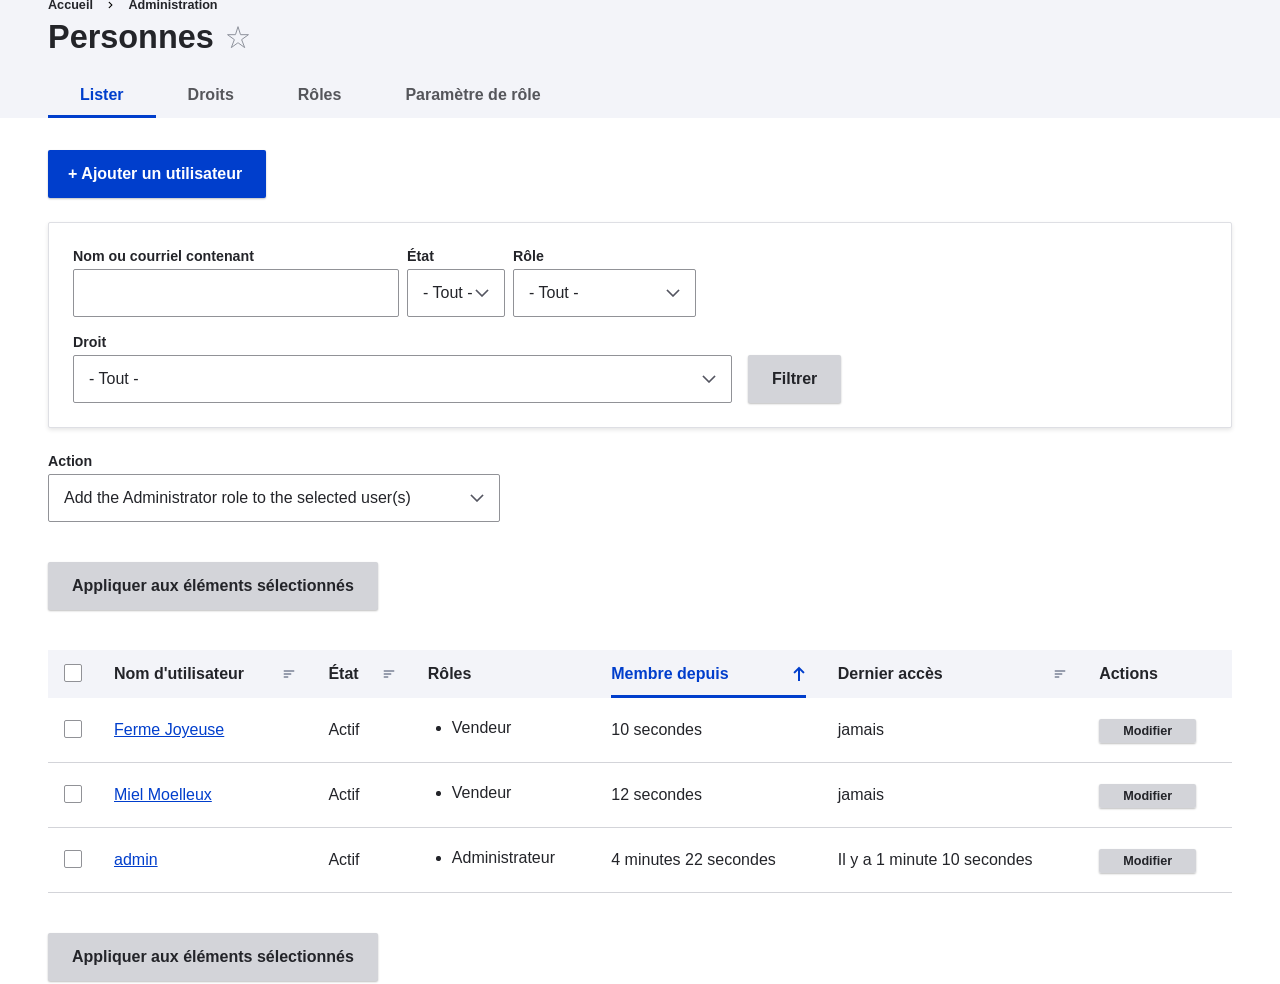 Accueil > Administration
Personnes
Lister Droits Rôles Paramètre de rôle
+ Ajouter un utilisateur
Nom ou courriel contenant État Rôle
- Tout - - Tout -
Droit
- Tout - Filtrer
Action
Add the Administrator role to the selected user(s)
Appliquer aux éléments sélectionnés
Nom d'utilisateur État Rôles Membre depuis Dernier accès Actions
Ferme Joyeuse Actif • Vendeur 10 secondes jamais Modifier
Miel Moelleux Actif • Vendeur 12 secondes jamais Modifier
admin Actif • Administrateur 4 minutes 22 secondes Il y a 1 minute 10 secondes Modifier
Appliquer aux éléments sélectionnés